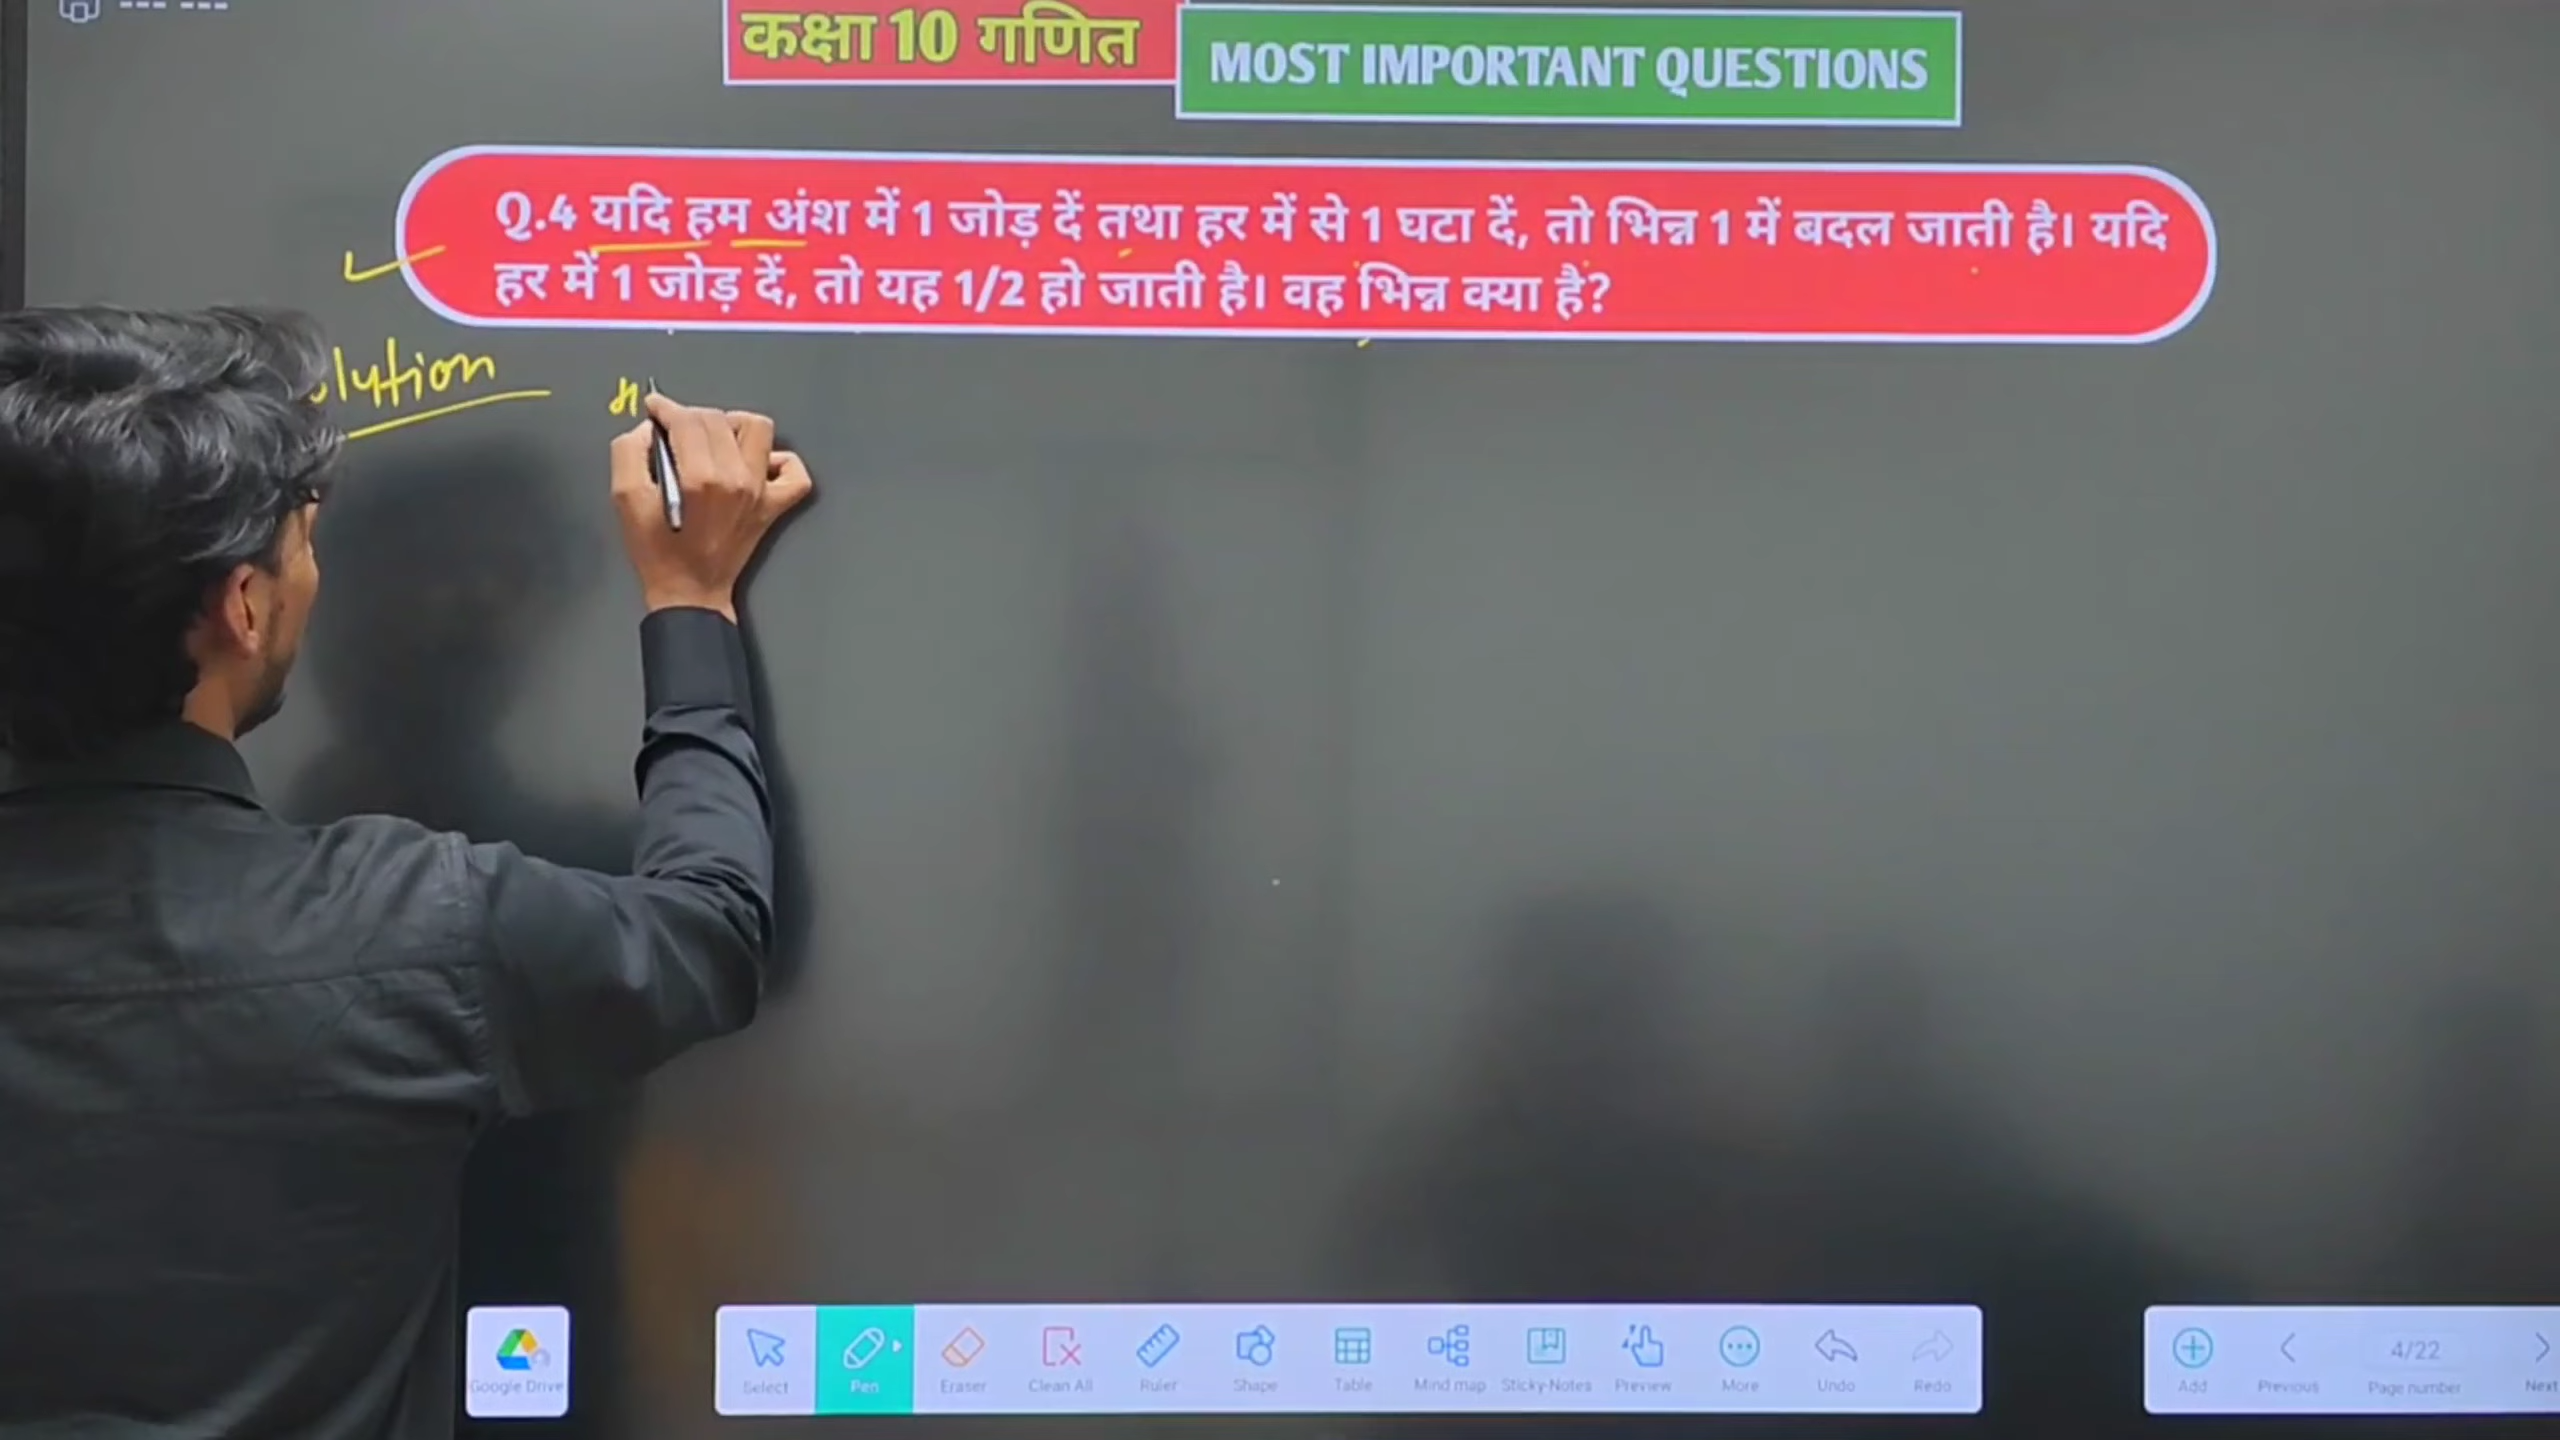 कक्षा 10 गणित
MOST IMPORTANT QUESTIONS
Q.4 यदि हम अंश में 1 जोड़ दें तथा हर में से 1 घटा दें, तो भिन्न 1 में बदल जाती है। यदि
हर में 1 जोड़ दें, तो यह 1/2 हो जाती है। वह भिन्न क्या है?
olution
Google Drive
Select Pen Eraser Clean All Ruler Shape Table Mind map Sticky-Notes Preview More Undo Redo
4/22
Add Previous Page number Next